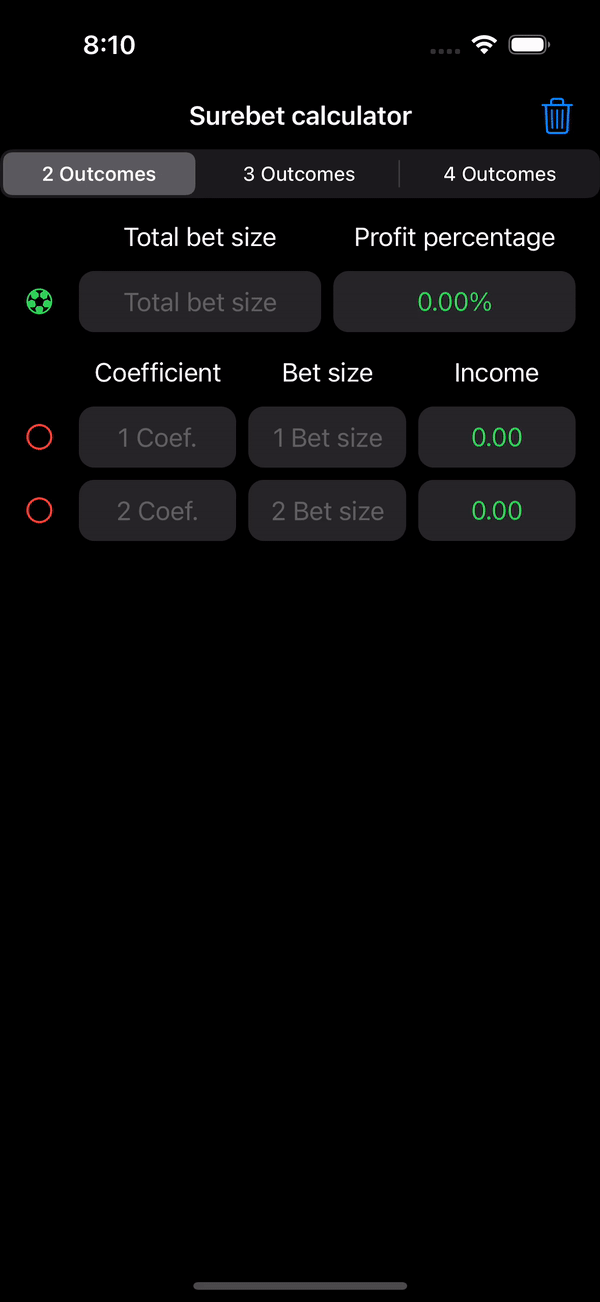 8:10
Surebet calculator
2 Outcomes 3 Outcomes 4 Outcomes
Total bet size Profit percentage
Total bet size 0.00%
Coefficient Bet size Income
1 Coef. 1 Bet size 0.00
2 Coef. 2 Bet size 0.00